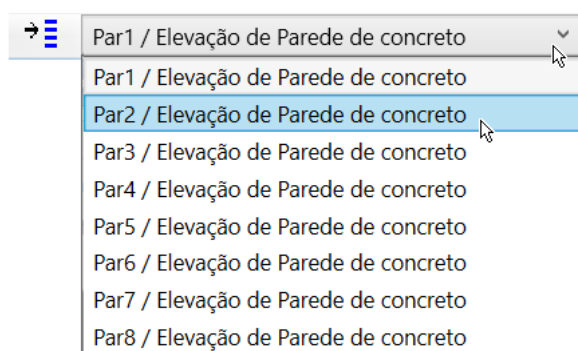 Par1 / Elevação de Parede de concreto
Par1 / Elevação de Parede de concreto
Par2 / Elevação de Parede de concreto
Par3 / Elevação de Parede de concreto
Par4 / Elevação de Parede de concreto
Par5 / Elevação de Parede de concreto
Par6 / Elevação de Parede de concreto
Par7 / Elevação de Parede de concreto
Par8 / Elevação de Parede de concreto